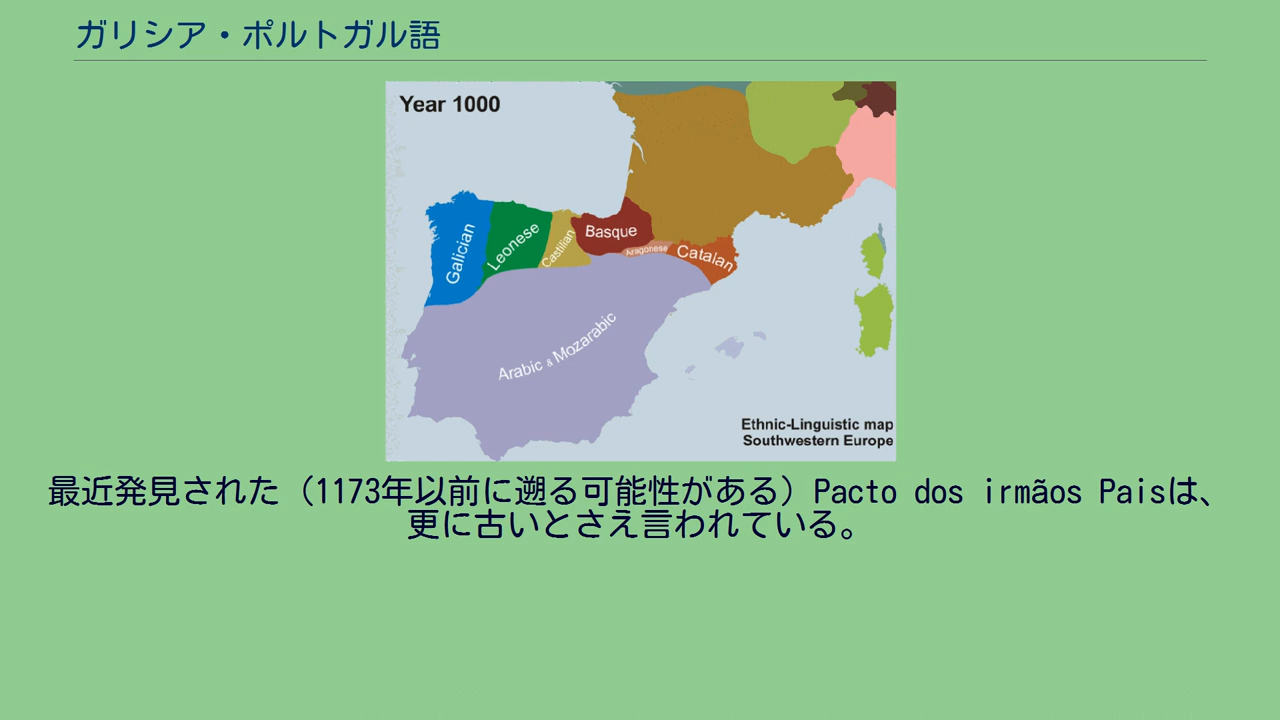 ガリシア・ポルトガル語
Year 1000
Galician
Leonese
Castilian
Basque
Aragonese
Catalan
Arabic & Mozarabic
Ethnic-Linguistic map
Southwestern Europe
最近発見された（1173年以前に遡る可能性がある）Pacto dos irmãos Paisは、
更に古いとさえ言われている。